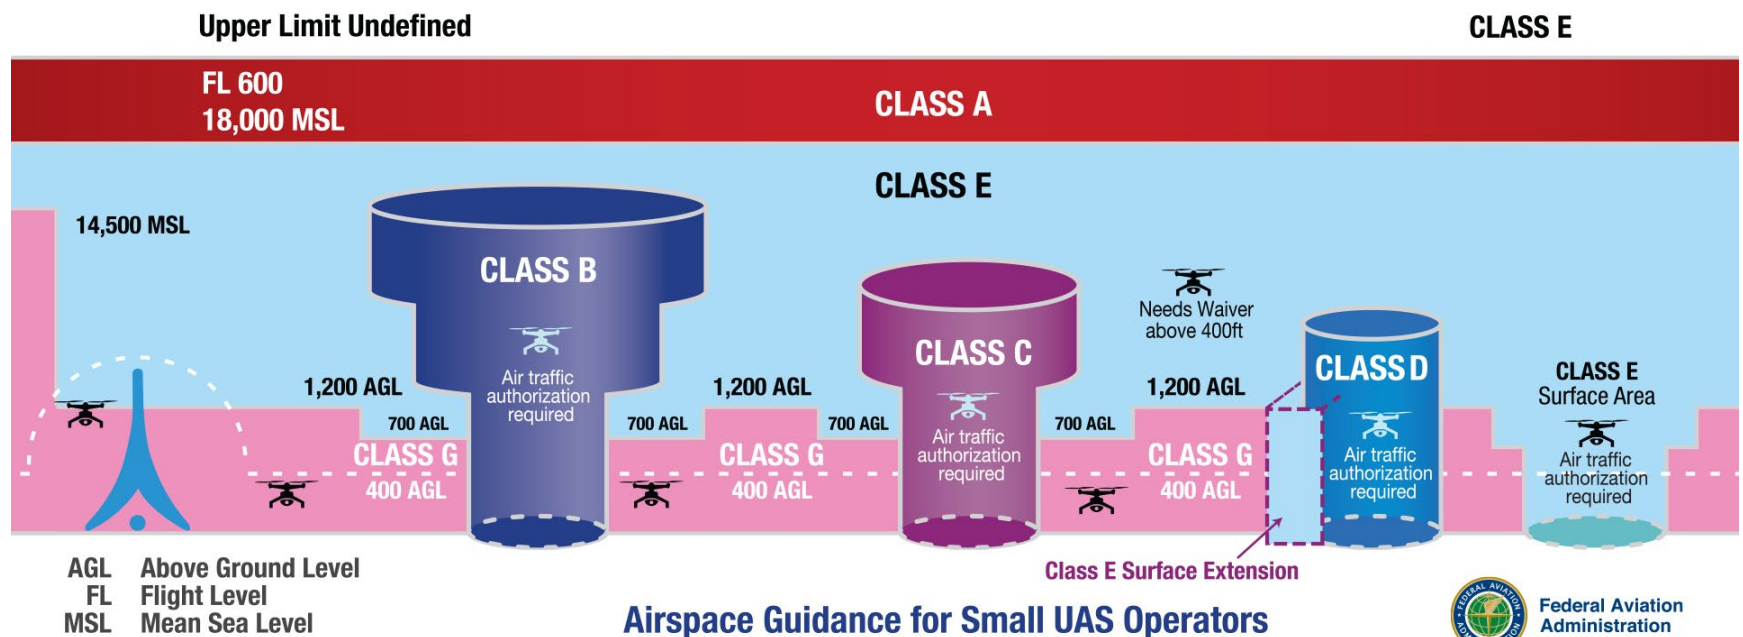 Upper Limit Undefined
CLASS E
FL 600
18,000 MSL
CLASS A
CLASS E
14,500 MSL
CLASS B
Needs Waiver
above 400ft
CLASS C
CLASS D
Air traffic
authorization
required
1,200 AGL
1,200 AGL
1,200 AGL
CLASS E
Surface Area
700 AGL
700 AGL
700 AGL
700 AGL
Air traffic
authorization
required
Air traffic
authorization
required
Air traffic
authorization
required
CLASS G
400 AGL
CLASS G
400 AGL
CLASS G
400 AGL
Class E Surface Extension
AGL Above Ground Level
FL Flight Level
MSL Mean Sea Level
Airspace Guidance for Small UAS Operators
FEDERAL AVIATION
Federal Aviation
Administration